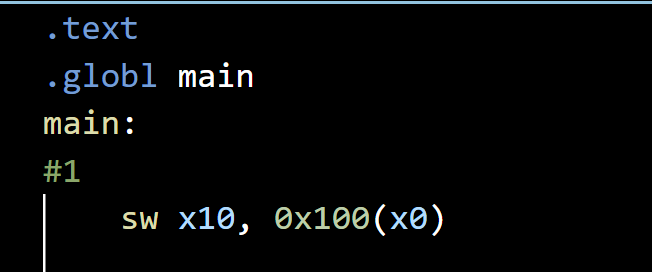 .text
.globl main
main:
#1
sw x10, 0x100(x0)